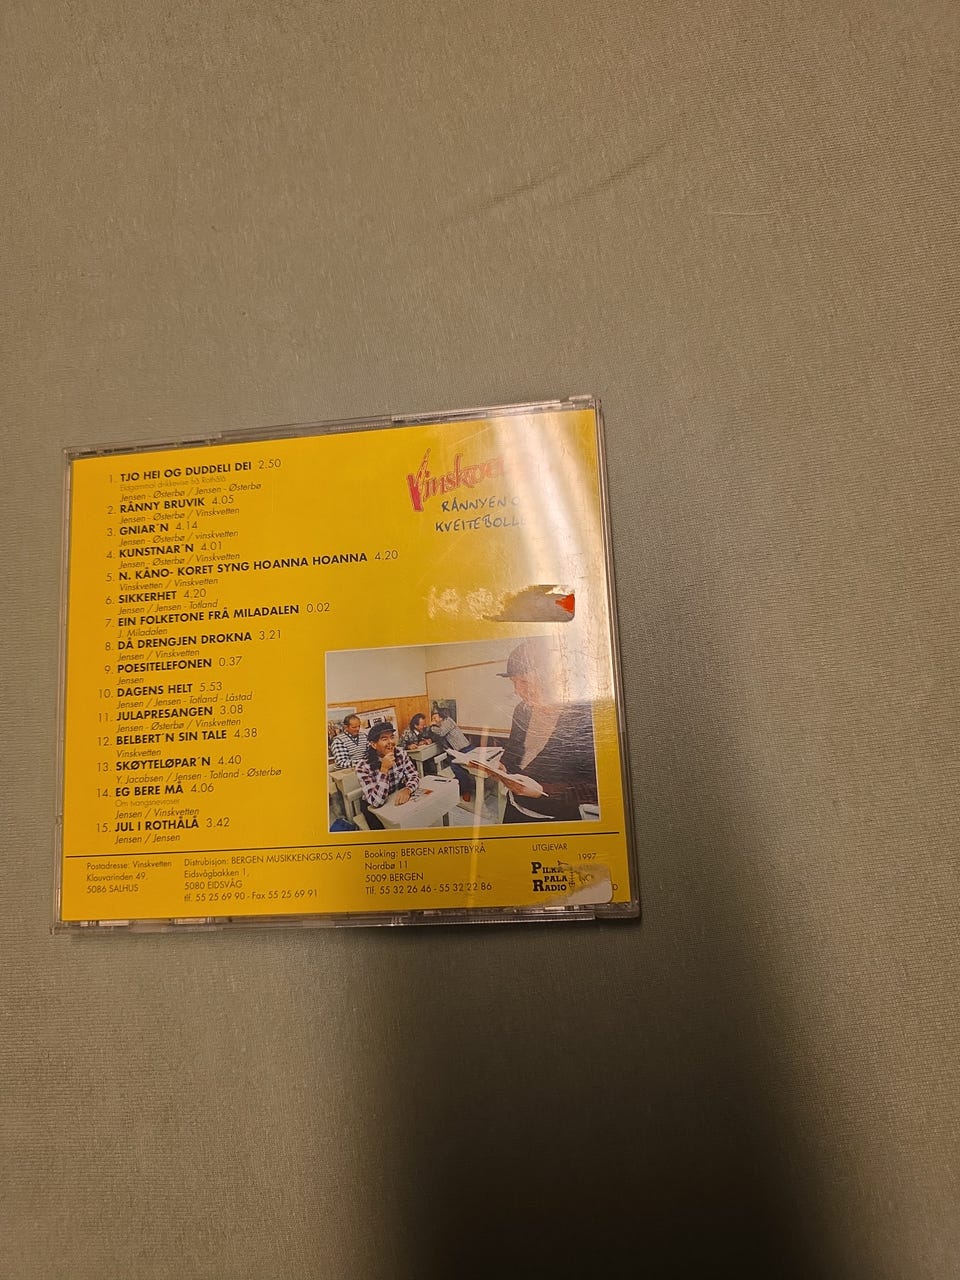 1. TJO HEI OG DUDDELI DEI 2.50
Eldgammal drikkevise frå Rothålå
Jensen - Østerbø / Jensen - Østerbø
2. RÅNNY BRUVIK 4.05
Jensen - Østerbø / Vinskvetten
3. GNIAR´N 4.14
Jensen - Østerbø / vinskvetten
4. KUNSTNAR´N 4.01
Jensen - Østerbø / Vinskvetten
5. N. KÅNO- KORET SYNG HOANNA HOANNA 4.20
Vinskvetten / Vinskvetten
6. SIKKERHET 4.20
Jensen / Jensen - Totland
7. EIN FOLKETONE FRÅ MILADALEN 0.02
J. Miladalen
8. DÅ DRENGJEN DROKNA 3.21
Jensen / Vinskvetten
9. POESITELEFONEN 0.37
Jensen
10. DAGENS HELT 5.53
Jensen / Jensen - Totland - Låstad
11. JULAPRESANGEN 3.08
Jensen - Østerbø / Vinskvetten
12. BELBERT´N SIN TALE 4.38
Vinskvetten
13. SKØYTELØPAR´N 4.40
Y. Jacobsen / Jensen - Totland - Østerbø
14. EG BERE MÅ 4.06
Om tvangsnevroser
Jensen / Vinskvetten
15. JUL I ROTHÅLÅ 3.42
Jensen / Jensen
RÅNNYEN
Postadresse: Vinskvetten
Klauvarinden 49,
5086 SALHUS
Distrubisjon: BERGEN MUSIKKENGROS A/S
Eidsvågbakken 1,
5080 EIDSVÅG
tlf. 55 25 69 90 - Fax 55 25 69 91
Booking: BERGEN ARTISTBYRÅ
Nordbø 11
5009 BERGEN
Tlf. 55 32 26 46 - 55 32 22 86
UTGJEVAR
PILKA
PALA
RADIO
1997